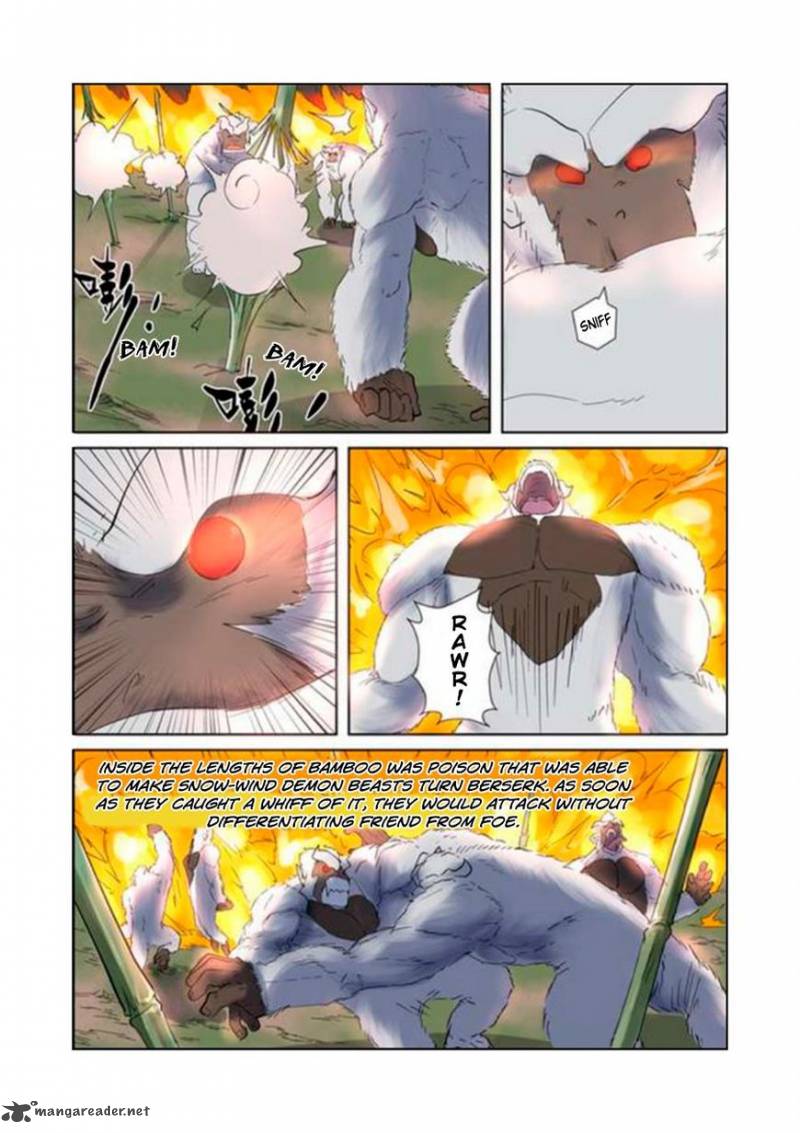 嘭!
BAM!
BAM!
嘭!
SNIFF
RAWR!
INSIDE THE LENGTHS OF BAMBOO WAS POISON THAT WAS ABLE
TO MAKE SNOW-WIND DEMON BEASTS TURN BERSERK. AS SOON
AS THEY CAUGHT A WHIFF OF IT, THEY WOULD ATTACK WITHOUT
DIFFERENTIATING FRIEND FROM FOE.
mangareader.net